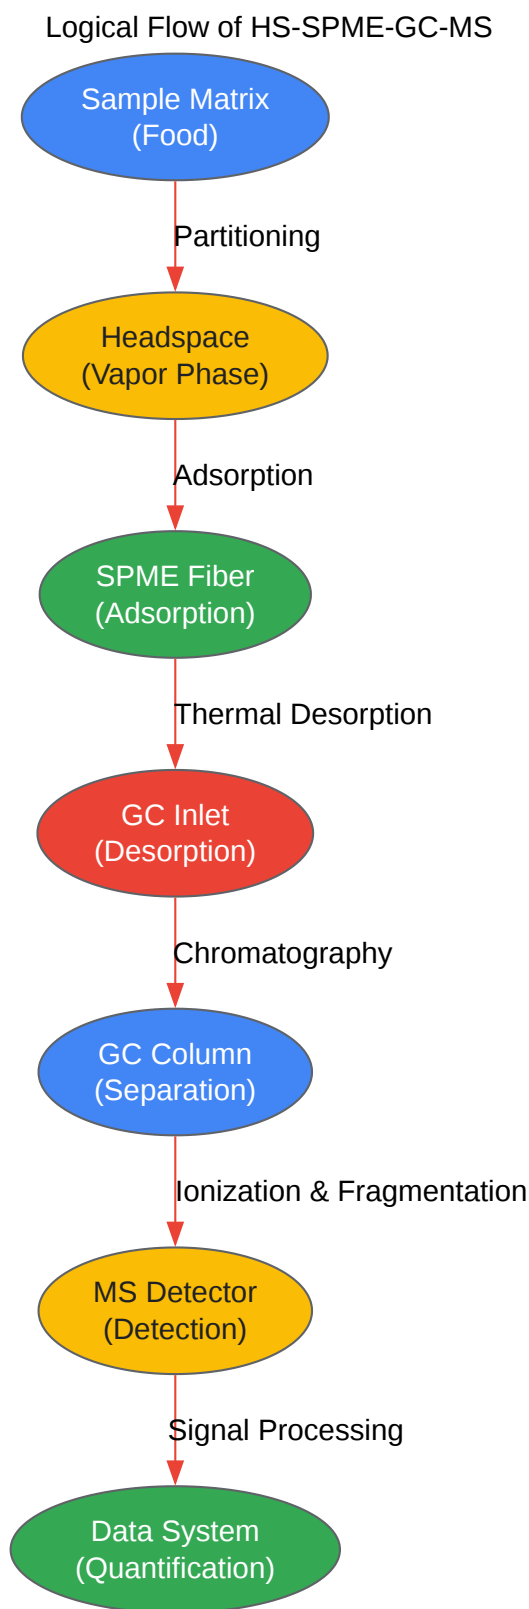 Logical Flow of HS-SPME-GC-MS
Sample Matrix
(Food)
Partitioning
Headspace
(Vapor Phase)
Adsorption
SPME Fiber
(Adsorption)
Thermal Desorption
GC Inlet
(Desorption)
Chromatography
GC Column
(Separation)
Ionization & Fragmentation
MS Detector
(Detection)
Signal Processing
Data System
(Quantification)